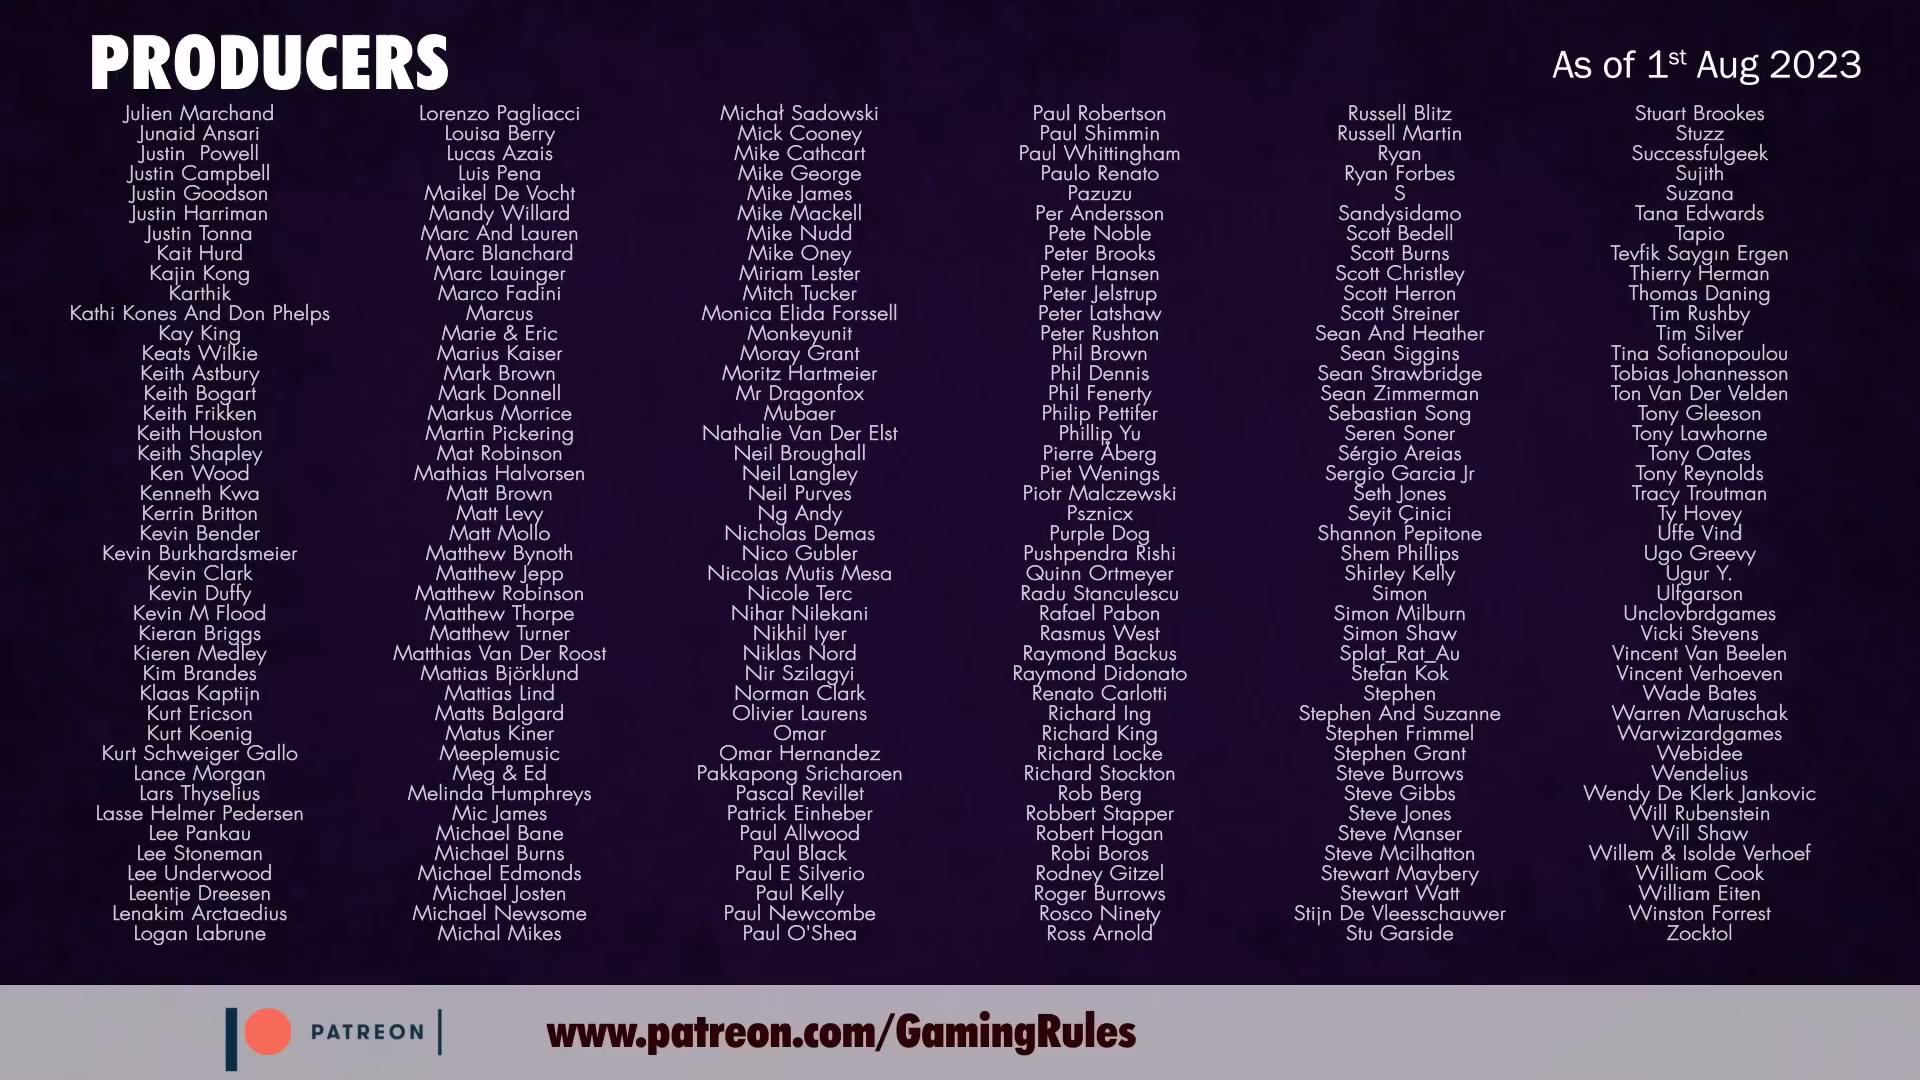 PRODUCERS
As of 1st Aug 2023
Julien Marchand
Junaid Ansari
Justin  Powell
Justin Campbell
Justin Goodson
Justin Harriman
Justin Tonna
Kait Hurd
Kajin Kong
Karthik
Kathi Kones And Don Phelps
Kay King
Keats Wilkie
Keith Astbury
Keith Bogart
Keith Frikken
Keith Houston
Keith Shapley
Ken Wood
Kenneth Kwa
Kerrin Britton
Kevin Bender
Kevin Burkhardsmeier
Kevin Clark
Kevin Duffy
Kevin M Flood
Kieran Briggs
Kieren Medley
Kim Brandes
Klaas Kaptijn
Kurt Ericson
Kurt Koenig
Kurt Schweiger Gallo
Lance Morgan
Lars Thyselius
Lasse Helmer Pedersen
Lee Pankau
Lee Stoneman
Lee Underwood
Leentje Dreesen
Lenakim Arctaedius
Logan Labrune
Lorenzo Pagliacci
Louisa Berry
Lucas Azais
Luis Pena
Maikel De Vocht
Mandy Willard
Marc And Lauren
Marc Blanchard
Marc Lauinger
Marco Fadini
Marcus
Marie & Eric
Marius Kaiser
Mark Brown
Mark Donnell
Markus Morrice
Martin Pickering
Mat Robinson
Mathias Halvorsen
Matt Brown
Matt Levy
Matt Mollo
Matthew Bynoth
Matthew Jepp
Matthew Robinson
Matthew Thorpe
Matthew Turner
Matthias Van Der Roost
Mattias Björklund
Mattias Lind
Matts Balgard
Matus Kiner
Meeplemusic
Meg & Ed
Melinda Humphreys
Mic James
Michael Bane
Michael Burns
Michael Edmonds
Michael Josten
Michael Newsome
Michal Mikes
Michał Sadowski
Mick Cooney
Mike Cathcart
Mike George
Mike James
Mike Mackell
Mike Nudd
Mike Oney
Miriam Lester
Mitch Tucker
Monica Elida Forssell
Monkeyunit
Moray Grant
Moritz Hartmeier
Mr Dragonfox
Mubaer
Nathalie Van Der Elst
Neil Broughall
Neil Langley
Neil Purves
Ng Andy
Nicholas Demas
Nico Gubler
Nicolas Mutis Mesa
Nicole Terc
Nihar Nilekani
Nikhil Iyer
Niklas Nord
Nir Szilagyi
Norman Clark
Olivier Laurens
Omar
Omar Hernandez
Pakkapong Sricharoen
Pascal Revillet
Patrick Einheber
Paul Allwood
Paul Black
Paul E Silverio
Paul Kelly
Paul Newcombe
Paul O'Shea
Paul Robertson
Paul Shimmin
Paul Whittingham
Paulo Renato
Pazuzu
Per Andersson
Pete Noble
Peter Brooks
Peter Hansen
Peter Jelstrup
Peter Latshaw
Peter Rushton
Phil Brown
Phil Dennis
Phil Fenerty
Philip Pettifer
Phillip Yu
Pierre Åberg
Piet Wenings
Piotr Malczewski
Psznicx
Purple Dog
Pushpendra Rishi
Quinn Ortmeyer
Radu Stanculescu
Rafael Pabon
Rasmus West
Raymond Backus
Raymond Didonato
Renato Carlotti
Richard Ing
Richard King
Richard Locke
Richard Stockton
Rob Berg
Robbert Stapper
Robert Hogan
Robi Boros
Rodney Gitzel
Roger Burrows
Rosco Ninety
Ross Arnold
Russell Blitz
Russell Martin
Ryan
Ryan Forbes
S
Sandysidamo
Scott Bedell
Scott Burns
Scott Christley
Scott Herron
Scott Streiner
Sean And Heather
Sean Siggins
Sean Strawbridge
Sean Zimmerman
Sebastian Song
Seren Soner
Sérgio Areias
Sergio Garcia Jr
Seth Jones
Seyit Cinici
Shannon Pepitone
Shem Phillips
Shirley Kelly
Simon
Simon Milburn
Simon Shaw
Splat_Rat_Au
Stefan Kok
Stephen
Stephen And Suzanne
Stephen Frimmel
Stephen Grant
Steve Burrows
Steve Gibbs
Steve Jones
Steve Manser
Steve Mcilhatton
Stewart Maybery
Stewart Watt
Stijn De Vleesschauwer
Stu Garside
Stuart Brookes
Stuzz
Successfulgeek
Sujith
Suzana
Tana Edwards
Tapio
Tevfik Saygın Ergen
Thierry Herman
Thomas Daning
Tim Rushby
Tim Silver
Tina Sofianopoulou
Tobias Johannesson
Ton Van Der Velden
Tony Gleeson
Tony Lawhorne
Tony Oates
Tony Reynolds
Tracy Troutman
Ty Hovey
Uffe Vind
Ugo Greevy
Ugur Y.
Ulfgarson
Unclovbrdgames
Vicki Stevens
Vincent Van Beelen
Vincent Verhoeven
Wade Bates
Warren Maruschak
Warwizardgames
Webidee
Wendelius
Wendy De Klerk Jankovic
Will Rubenstein
Will Shaw
Willem & Isolde Verhoef
William Cook
William Eiten
Winston Forrest
Zocktol
PATREON
www.patreon.com/GamingRules